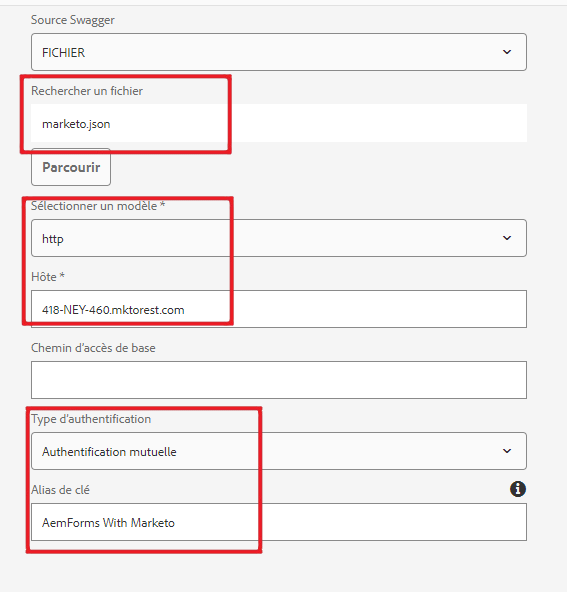 Source Swagger
FICHIER
Rechercher un fichier
marketo.json
Parcourir
Sélectionner un modèle *
http
Hôte *
418-NEY-460.mktorest.com
Chemin d’accès de base
Type d’authentification
Authentification mutuelle
Alias de clé
AemForms With Marketo